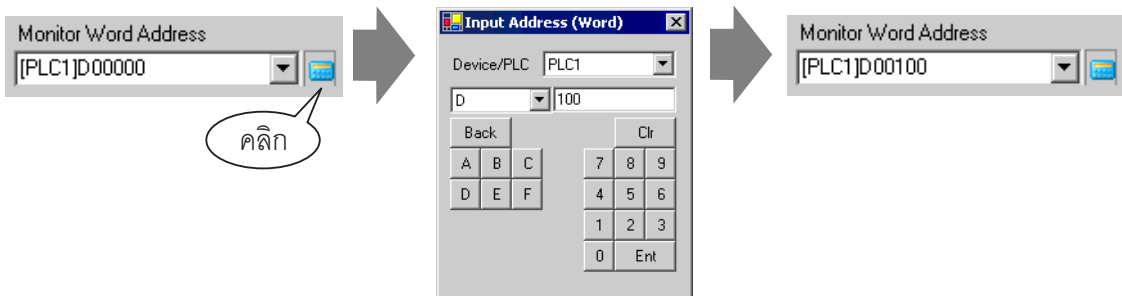 Monitor Word Address
[PLC1]D00000
คลิก
Input Address (Word)
Device/PLC PLC1
D 100
Back Clr
A B C 7 8 9
D E F 4 5 6
1 2 3
0 Ent
Monitor Word Address
[PLC1]D00100